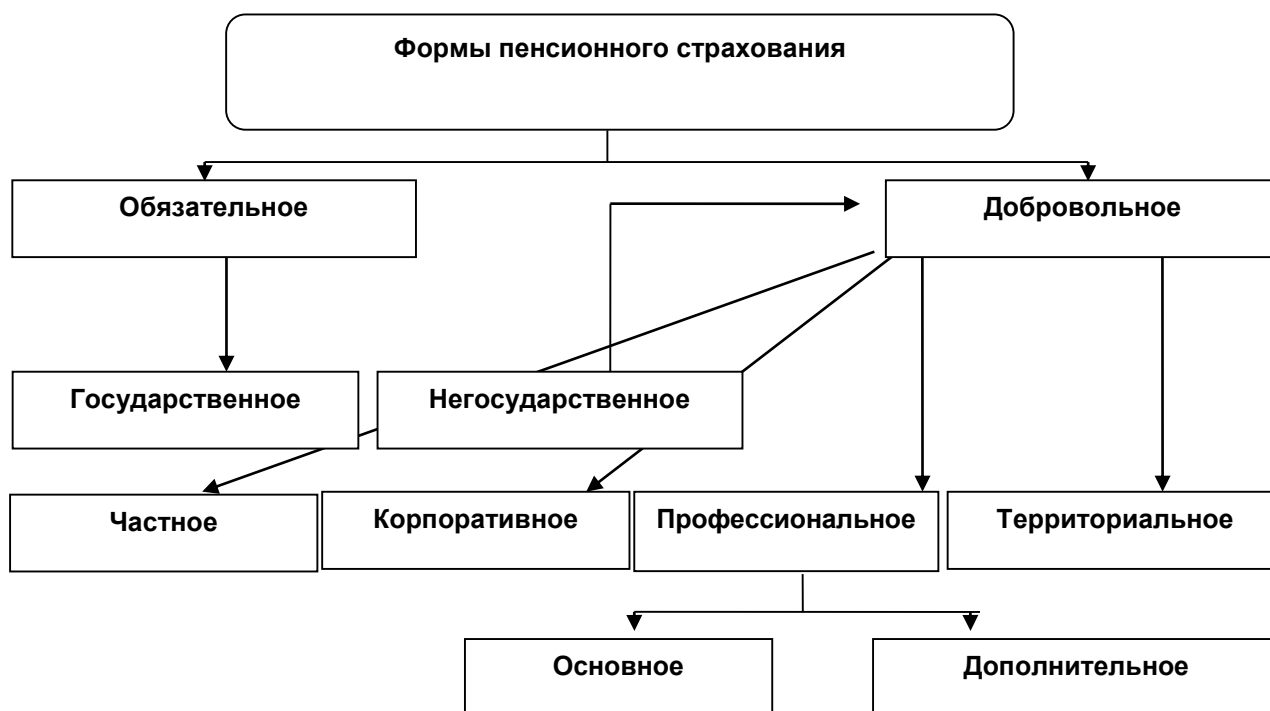 Формы пенсионного страхования
Обязательное
Добровольное
Государственное
Негосударственное
Частное
Корпоративное
Профессиональное
Территориальное
Основное
Дополнительное